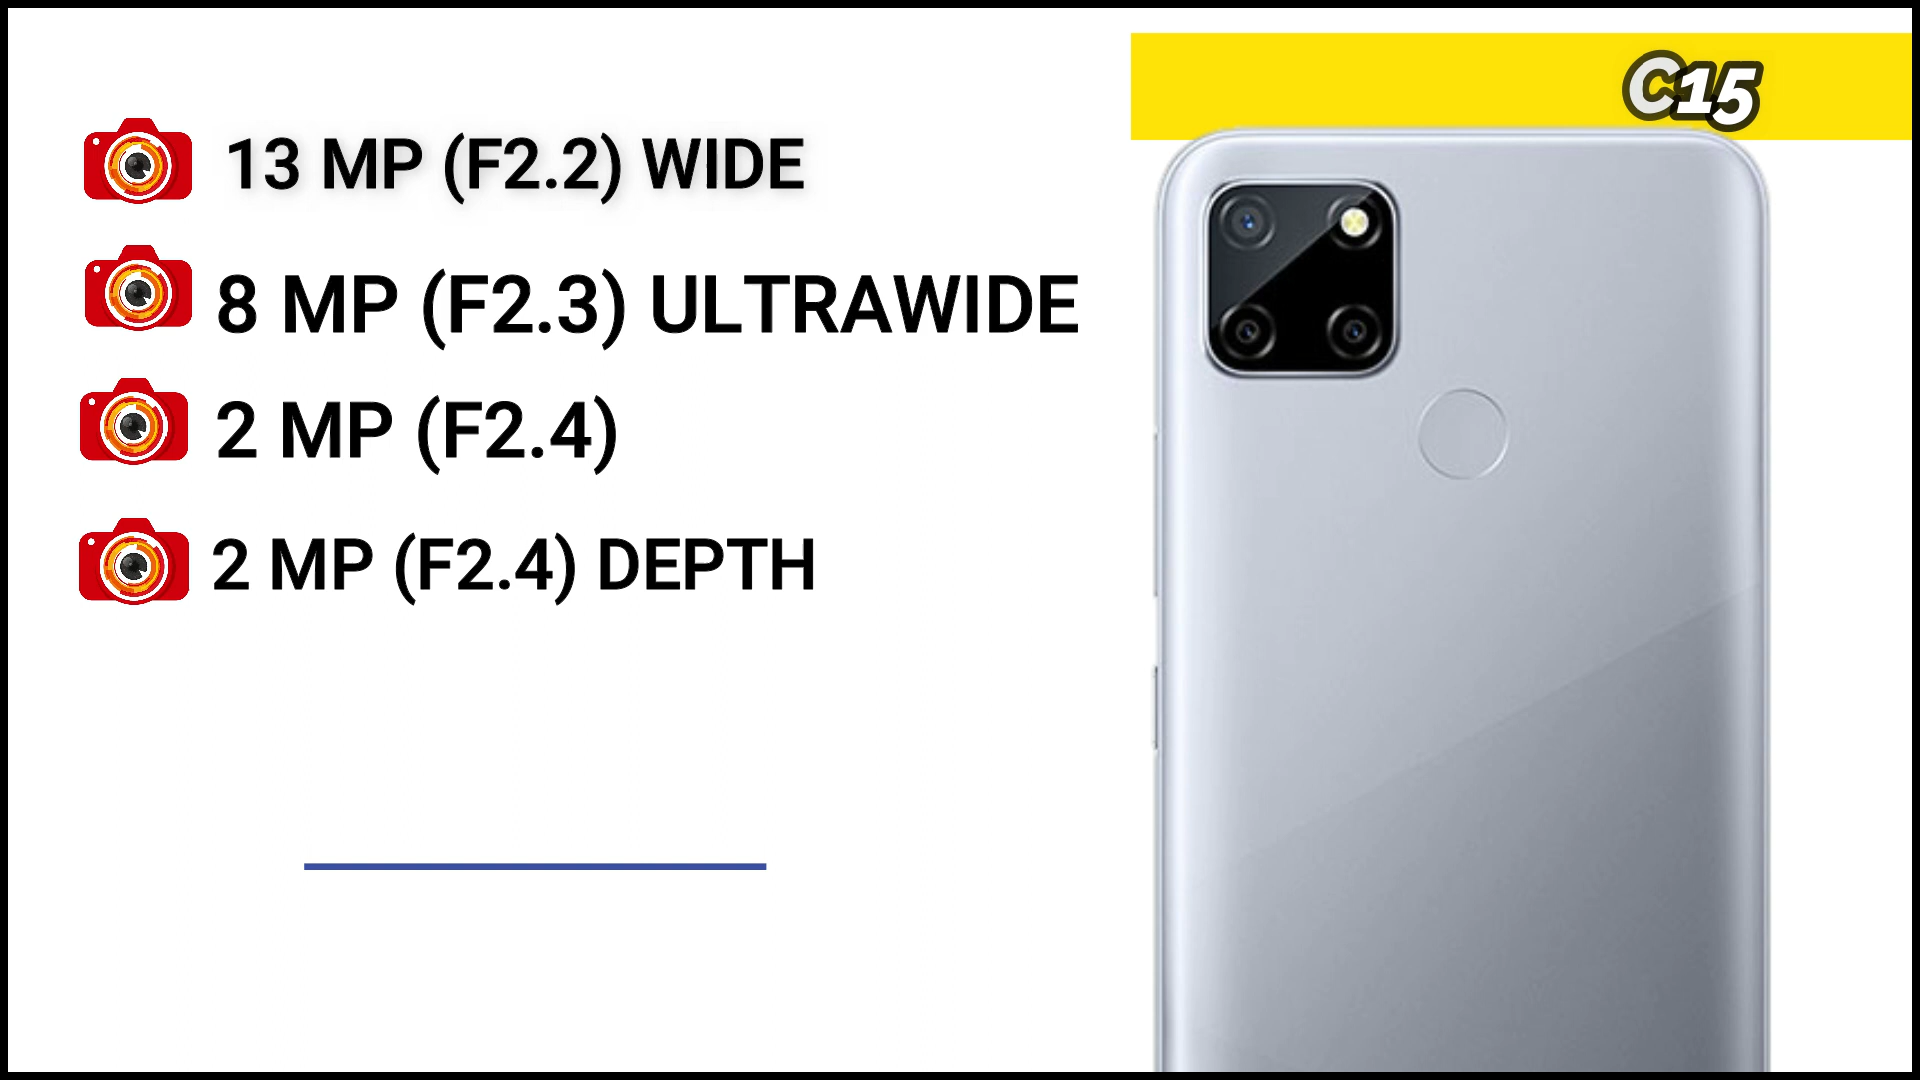 C15
13 MP (F2.2) WIDE
8 MP (F2.3) ULTRAWIDE
2 MP (F2.4)
2 MP (F2.4) DEPTH